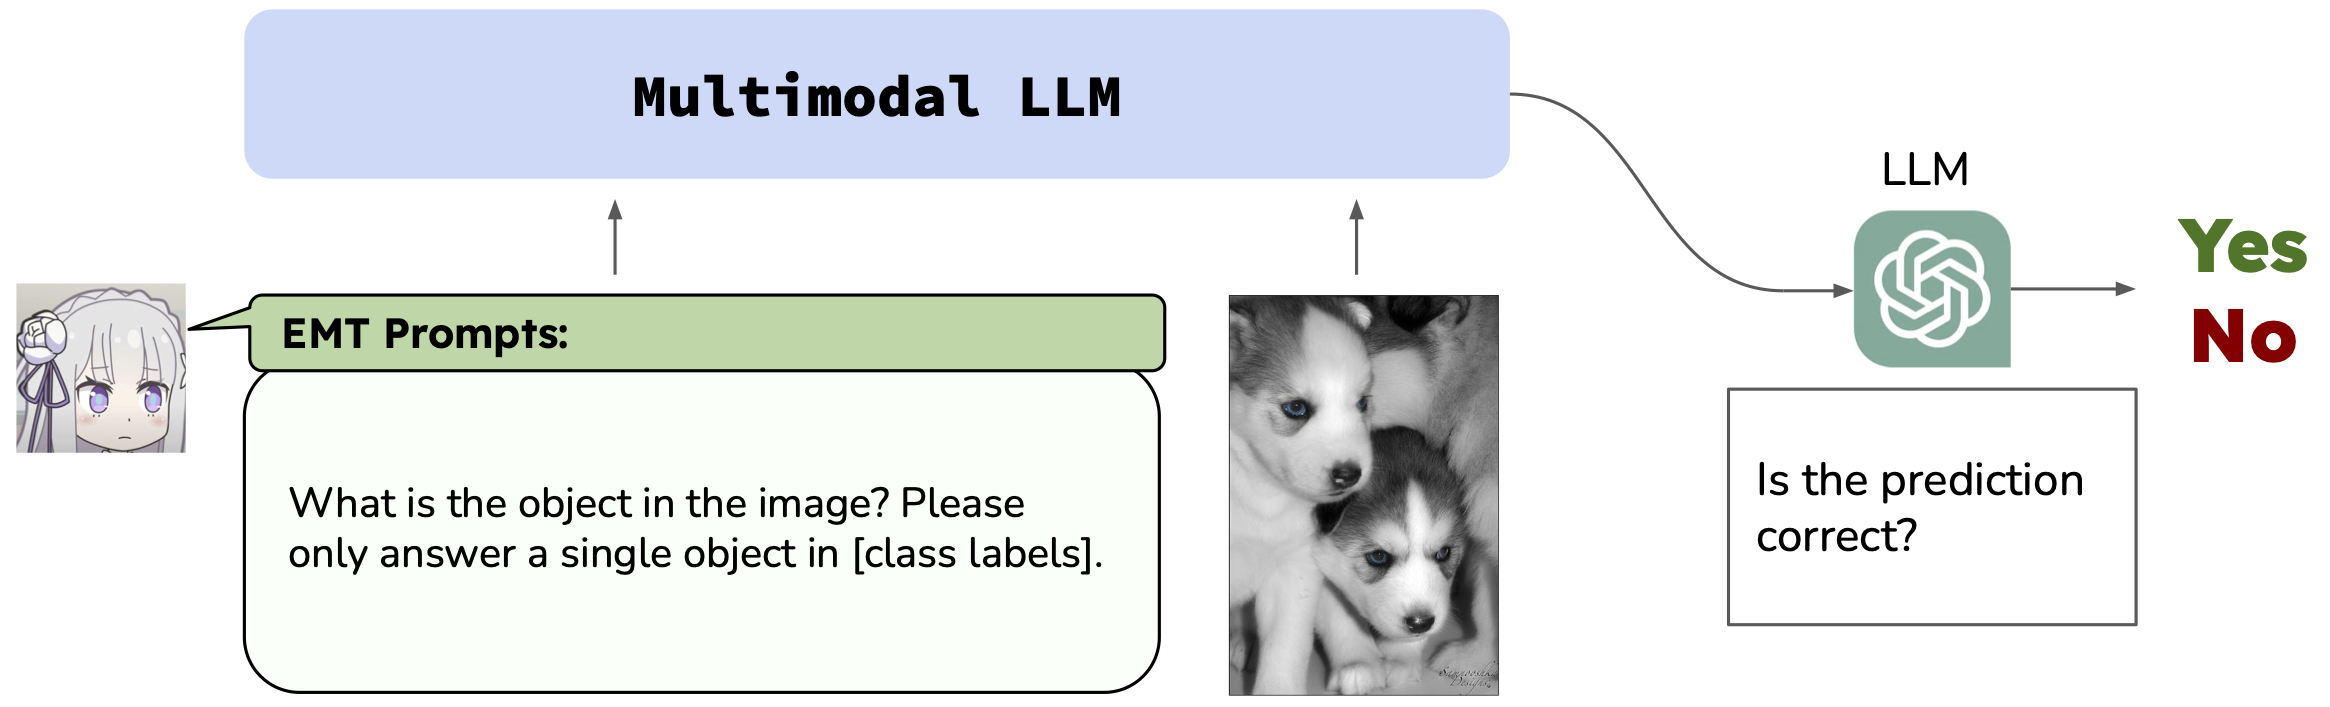 Multimodal LLM
LLM
Yes
No
EMT Prompts:
What is the object in the image? Please
only answer a single object in [class labels].
Is the prediction
correct?
Designs